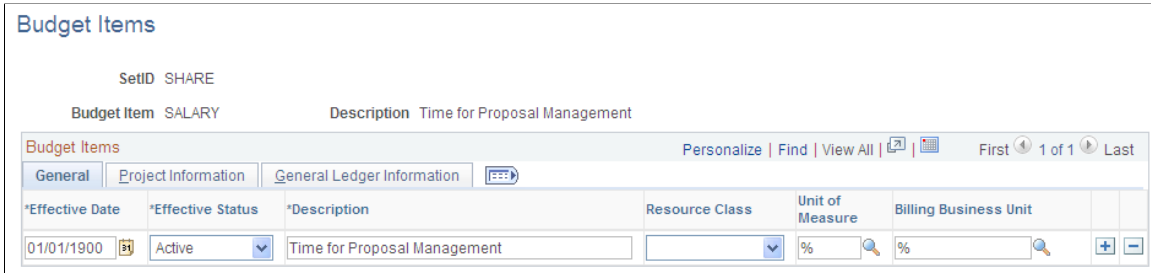 Budget Items
SetID SHARE
Budget Item SALARY Description Time for Proposal Management
Budget Items Personalize | Find | View All | | First 1 of 1 Last
General Project Information General Ledger Information
*Effective Date *Effective Status *Description Resource Class Unit of Measure Billing Business Unit
01/01/1900 31 Active Time for Proposal Management % % + -